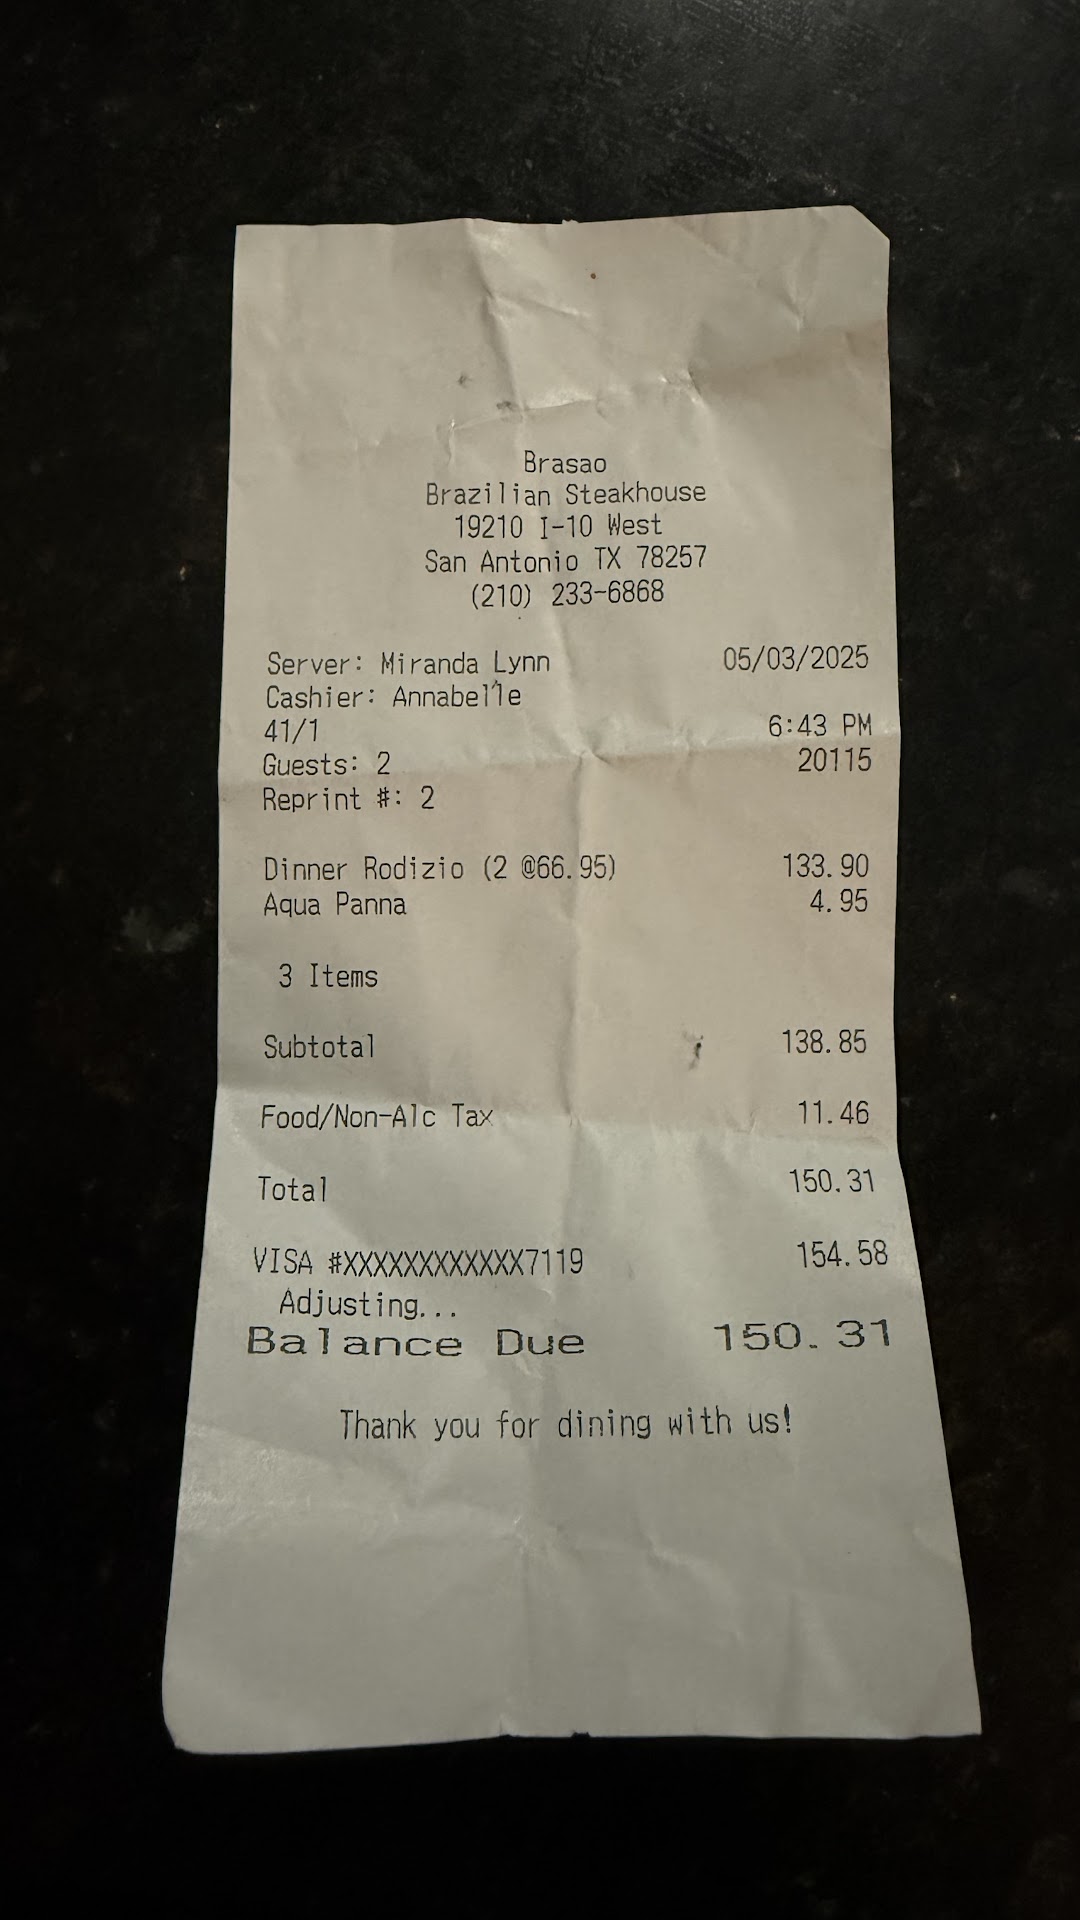 Brasao
Brazilian Steakhouse
19210 I-10 West
San Antonio TX 78257
(210) 233-6868
Server: Miranda Lynn 05/03/2025
Cashier: Annabelle
41/1 6:43 PM
Guests: 2 20115
Reprint #: 2
Dinner Rodizio (2 @66.95) 133.90
Aqua Panna 4.95
3 Items
Subtotal 138.85
Food/Non-Alc Tax 11.46
Total 150.31
VISA #XXXXXXXXXXXX7119 154.58
Adjusting...
Balance Due 150.31
Thank you for dining with us!